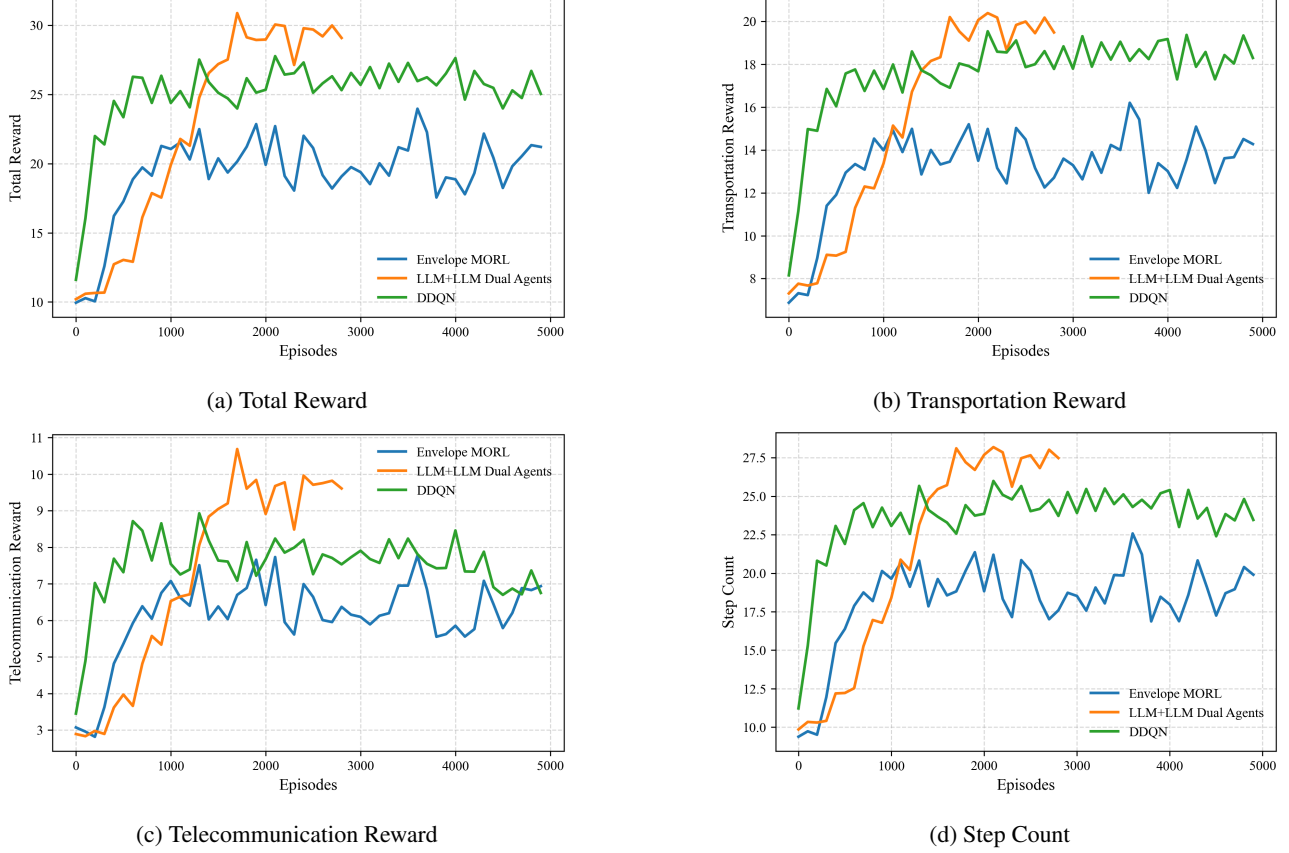 30
25
20
15
10
Total Reward
0 1000 2000 3000 4000 5000
Episodes
Envelope MORL
LLM+LLM Dual Agents
DDQN
(a) Total Reward
20
18
16
14
12
10
8
Transportation Reward
0 1000 2000 3000 4000 5000
Episodes
Envelope MORL
LLM+LLM Dual Agents
DDQN
(b) Transportation Reward
11
10
9
8
7
6
5
4
3
Telecommunication Reward
0 1000 2000 3000 4000 5000
Episodes
Envelope MORL
LLM+LLM Dual Agents
DDQN
(c) Telecommunication Reward
27.5
25.0
22.5
20.0
17.5
15.0
12.5
10.0
Step Count
0 1000 2000 3000 4000 5000
Episodes
Envelope MORL
LLM+LLM Dual Agents
DDQN
(d) Step Count